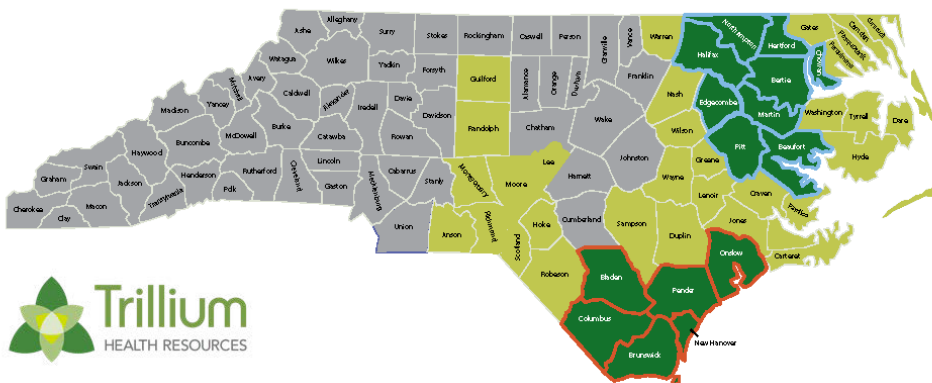 Alleghany
Ashe
Surry
Stokes
Rockingham
Caswell
Person
Granville
Vance
Warren
Northampton
Halifax
Hertford
Gates
Camden
Pasquotank
Perquimans
Chowan
Watauga
Wilkes
Yadkin
Forsyth
Guilford
Alamance
Orange
Durham
Franklin
Nash
Bertie
Avery
Mitchell
Caldwell
Alexander
Iredell
Davie
Davidson
Randolph
Chatham
Wake
Edgecombe
Martin
Washington
Tyrrell
Dare
Madison
Yancey
Burke
McDowell
Buncombe
Catawba
Rowan
Wilson
Pitt
Beaufort
Hyde
Haywood
Swain
Graham
Jackson
Henderson
Rutherford
Cleveland
Lincoln
Gaston
Mecklenburg
Cabarrus
Stanly
Montgomery
Moore
Lee
Harnett
Johnston
Wayne
Greene
Lenoir
Craven
Pamlico
Cherokee
Clay
Macon
Transylvania
Polk
Union
Anson
Richmond
Scotland
Hoke
Cumberland
Sampson
Duplin
Jones
Onslow
Carteret
Robeson
Bladen
Pender
Columbus
Brunswick
New Hanover
Trillium
HEALTH RESOURCES